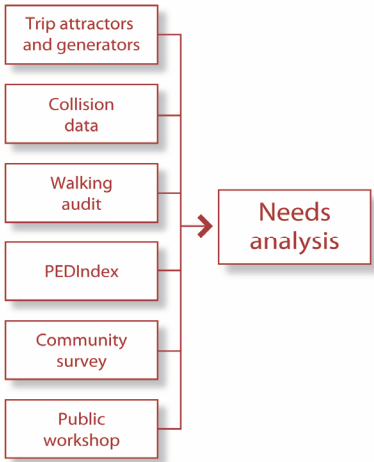 Trip attractors
and generators
Collision
data
Walking
audit
PEDIndex
Community
survey
Public
workshop
Needs
analysis